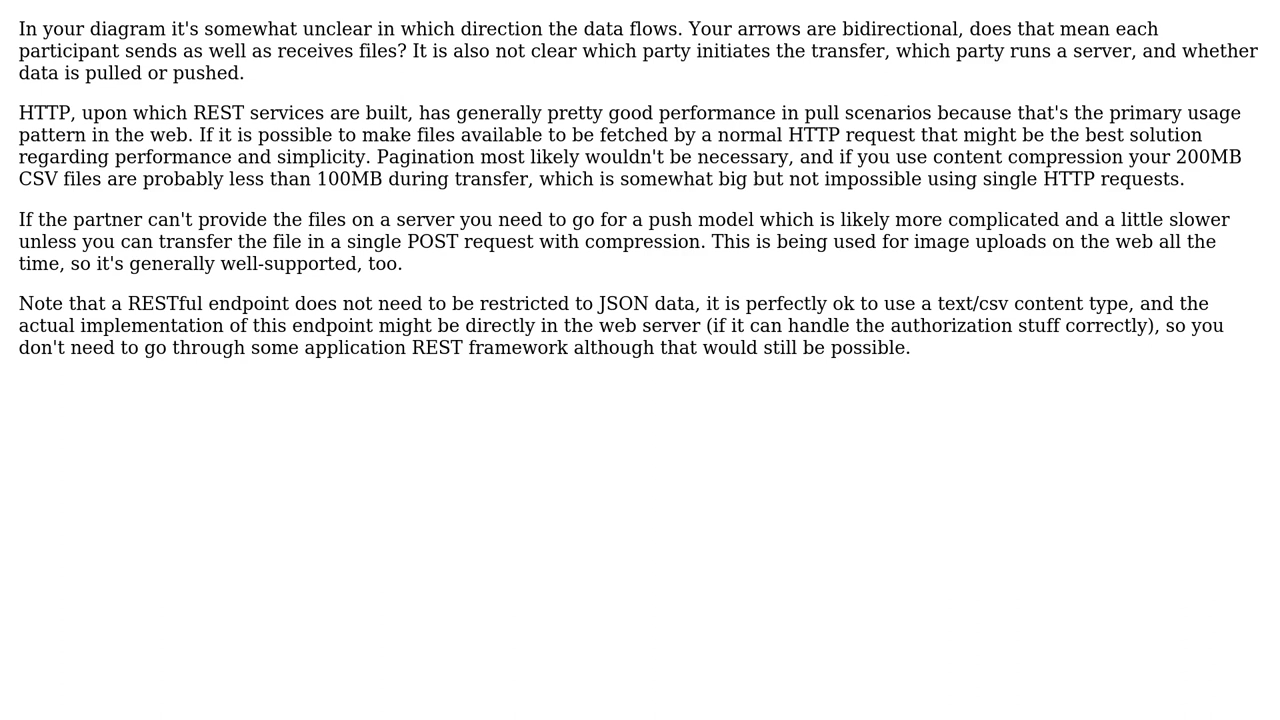 In your diagram it's somewhat unclear in which direction the data flows. Your arrows are bidirectional, does that mean each
participant sends as well as receives files? It is also not clear which party initiates the transfer, which party runs a server, and whether
data is pulled or pushed.
HTTP, upon which REST services are built, has generally pretty good performance in pull scenarios because that's the primary usage
pattern in the web. If it is possible to make files available to be fetched by a normal HTTP request that might be the best solution
regarding performance and simplicity. Pagination most likely wouldn't be necessary, and if you use content compression your 200MB
CSV files are probably less than 100MB during transfer, which is somewhat big but not impossible using single HTTP requests.
If the partner can't provide the files on a server you need to go for a push model which is likely more complicated and a little slower
unless you can transfer the file in a single POST request with compression. This is being used for image uploads on the web all the
time, so it's generally well-supported, too.
Note that a RESTful endpoint does not need to be restricted to JSON data, it is perfectly ok to use a text/csv content type, and the
actual implementation of this endpoint might be directly in the web server (if it can handle the authorization stuff correctly), so you
don't need to go through some application REST framework although that would still be possible.